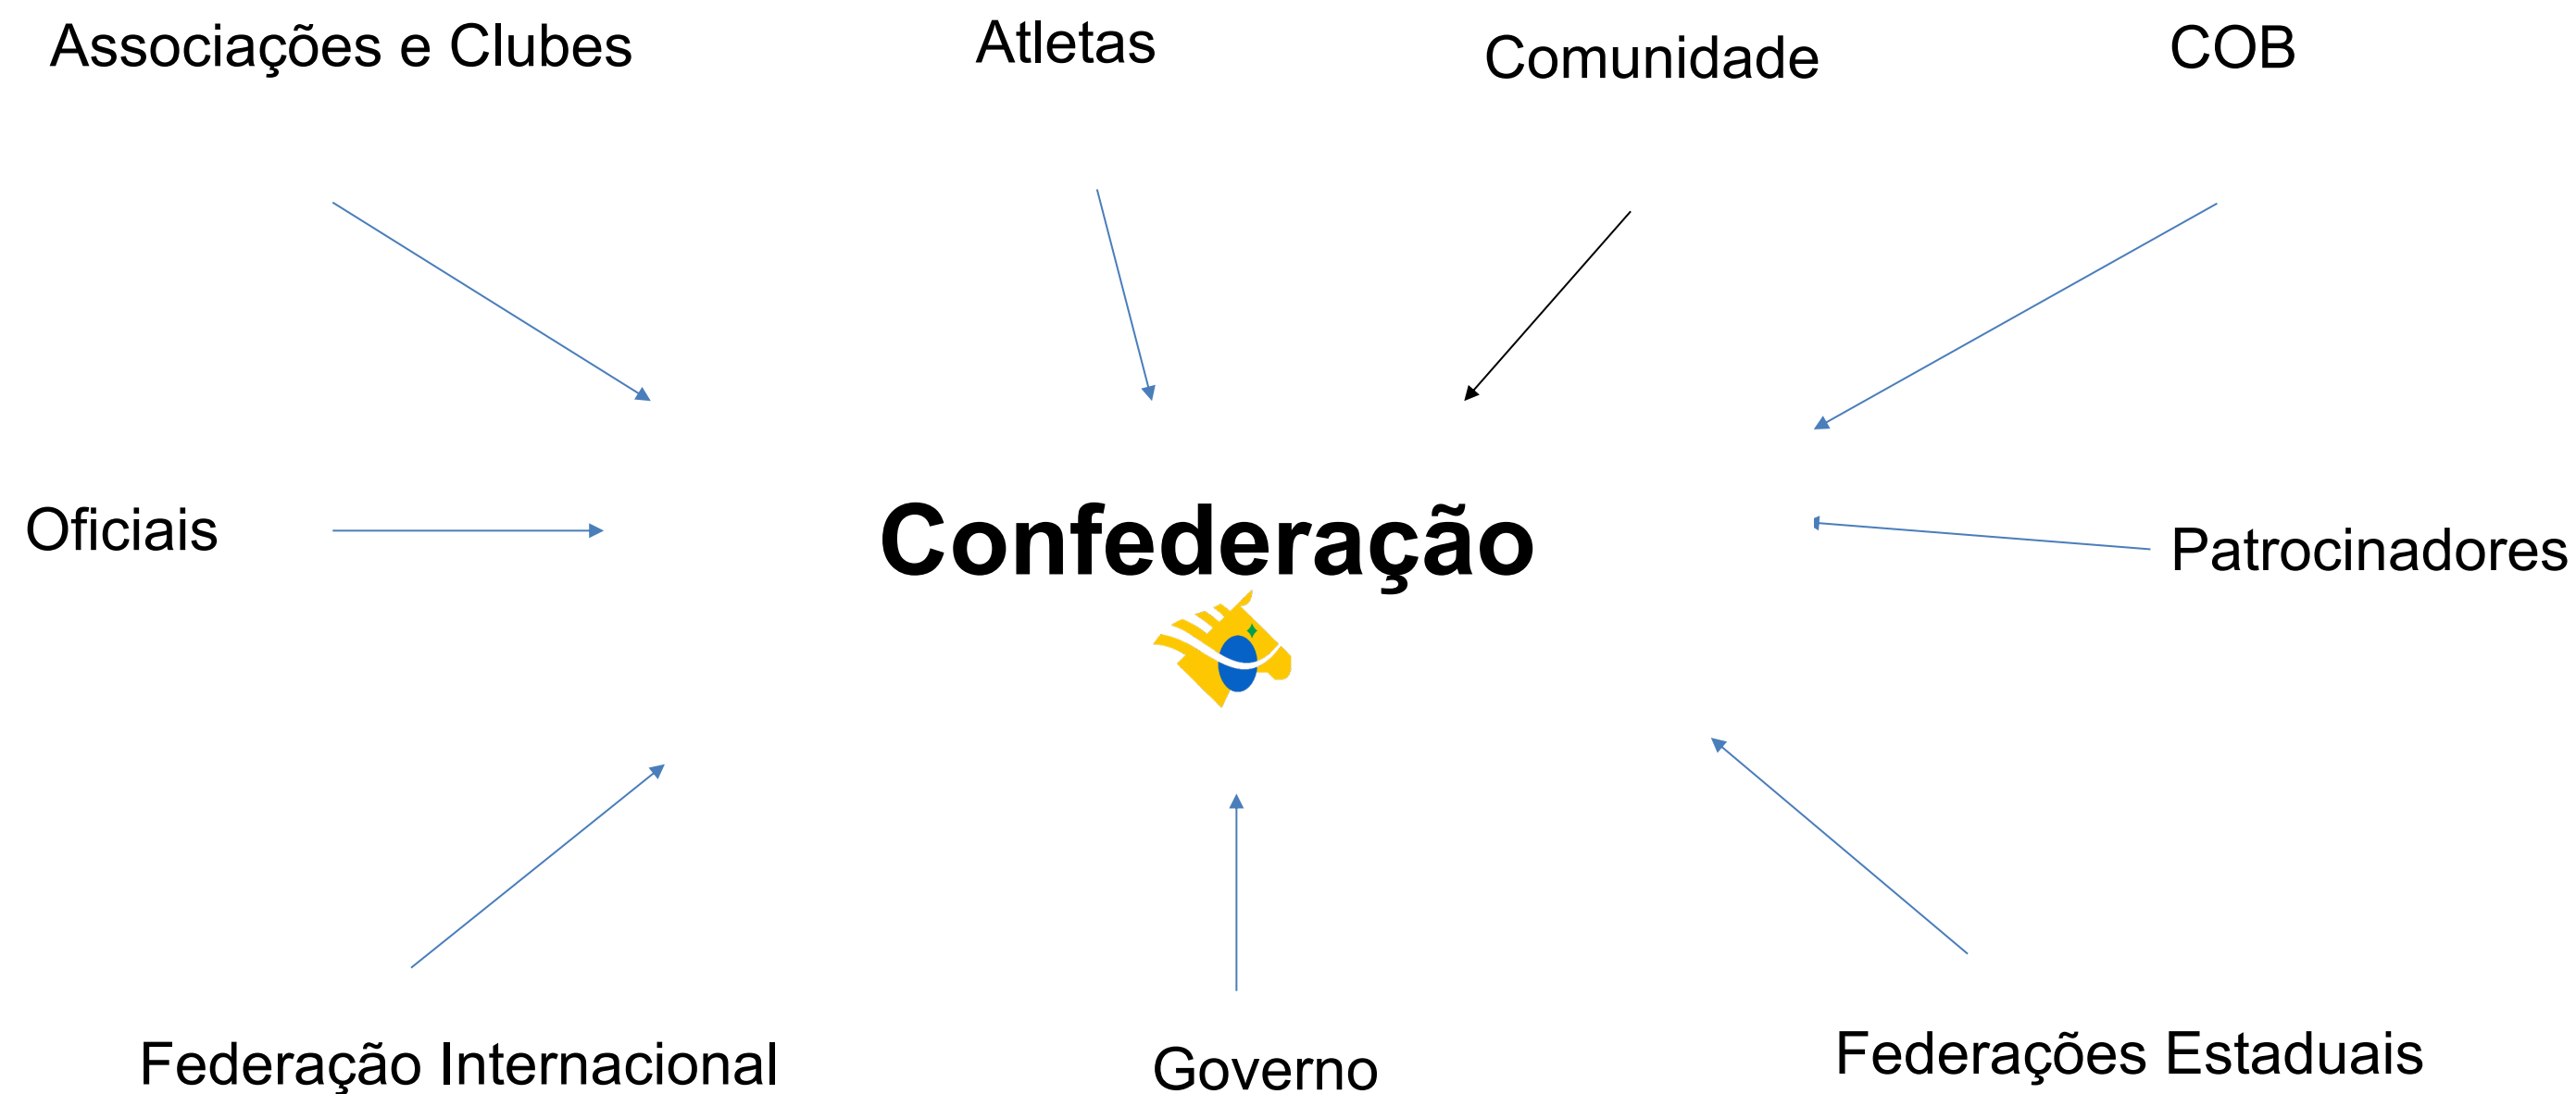 Associações e Clubes
Atletas
Comunidade
COB
Oficiais
Confederação
Patrocinadores
Federação Internacional
Governo
Federações Estaduais